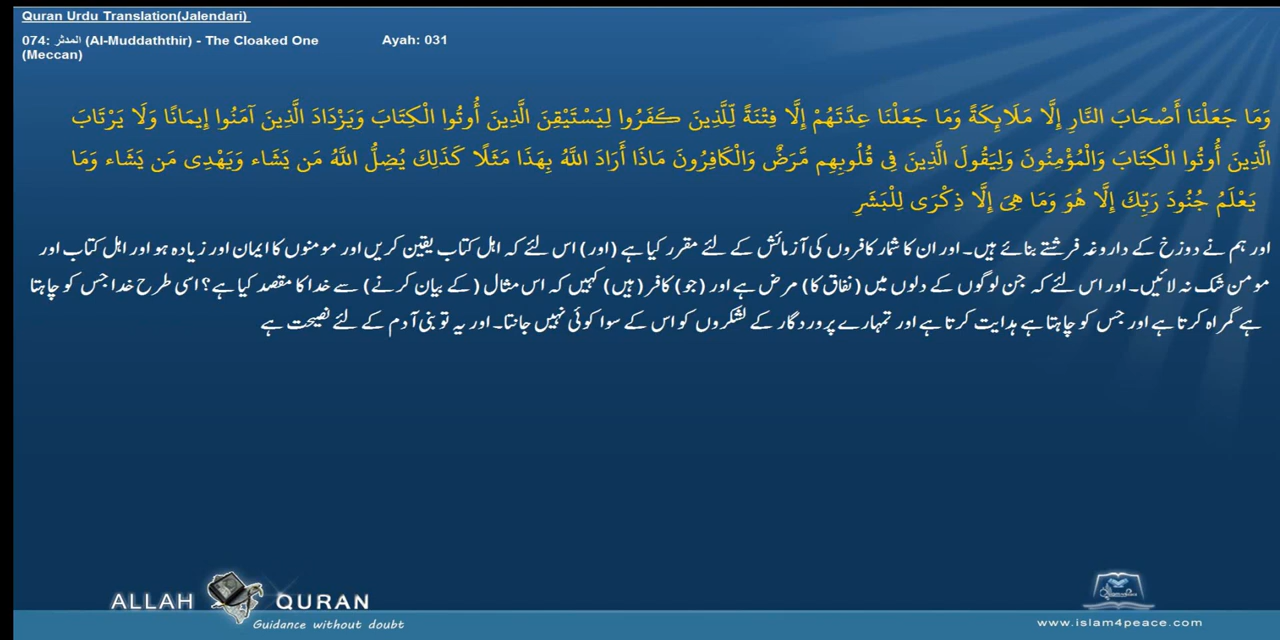 Quran Urdu Translation(Jalendari)
074: المدثر (Al-Muddaththir) - The Cloaked One
(Meccan)
Ayah: 031
وَمَا جَعَلْنَا أَصْحَابَ النَّارِ إِلَّا مَلَائِكَةً وَمَا جَعَلْنَا عِدَّتَهُمْ إِلَّا فِتْنَةً لِّلَّذِينَ كَفَرُوا لِيَسْتَيْقِنَ الَّذِينَ أُوتُوا الْكِتَابَ وَيَزْدَادَ الَّذِينَ آمَنُوا إِيمَانًا وَلَا يَرْتَابَ
الَّذِينَ أُوتُوا الْكِتَابَ وَالْمُؤْمِنُونَ وَلِيَقُولَ الَّذِينَ فِي قُلُوبِهِم مَّرَضٌ وَالْكَافِرُونَ مَاذَا أَرَادَ اللَّهُ بِهَذَا مَثَلًا كَذَلِكَ يُضِلُّ اللَّهُ مَن يَشَاء وَيَهْدِي مَن يَشَاء وَمَا
يَعْلَمُ جُنُودَ رَبِّكَ إِلَّا هُوَ وَمَا هِيَ إِلَّا ذِكْرَى لِلْبَشَرِ
اور ہم نے دوزخ کے داروغہ فرشتے بنائے ہیں۔ اور ان کا شمار کافروں کی آزمائش کے لئے مقرر کیا ہے (اور) اس لئے کہ اہل کتاب یقین کریں اور مومنوں کا ایمان اور زیادہ ہو اور اہل کتاب اور
مومن شک نہ لائیں۔ اور اس لئے کہ جن لوگوں کے دلوں میں (نفاق کا) مرض ہے اور (جو) کافر (ہیں) کہیں کہ اس مثال (کے بیان کرنے) سے خدا کا مقصد کیا ہے؟ اسی طرح خدا جس کو چاہتا
ہے گمراہ کرتا ہے اور جس کو چاہتا ہے ہدایت کرتا ہے اور تمہارے پروردگار کے لشکروں کو اس کے سوا کوئی نہیں جانتا۔ اور یہ تو بنی آدم کے لئے نصیحت ہے
ALLAH QURAN
Guidance without doubt
www.islam4peace.com